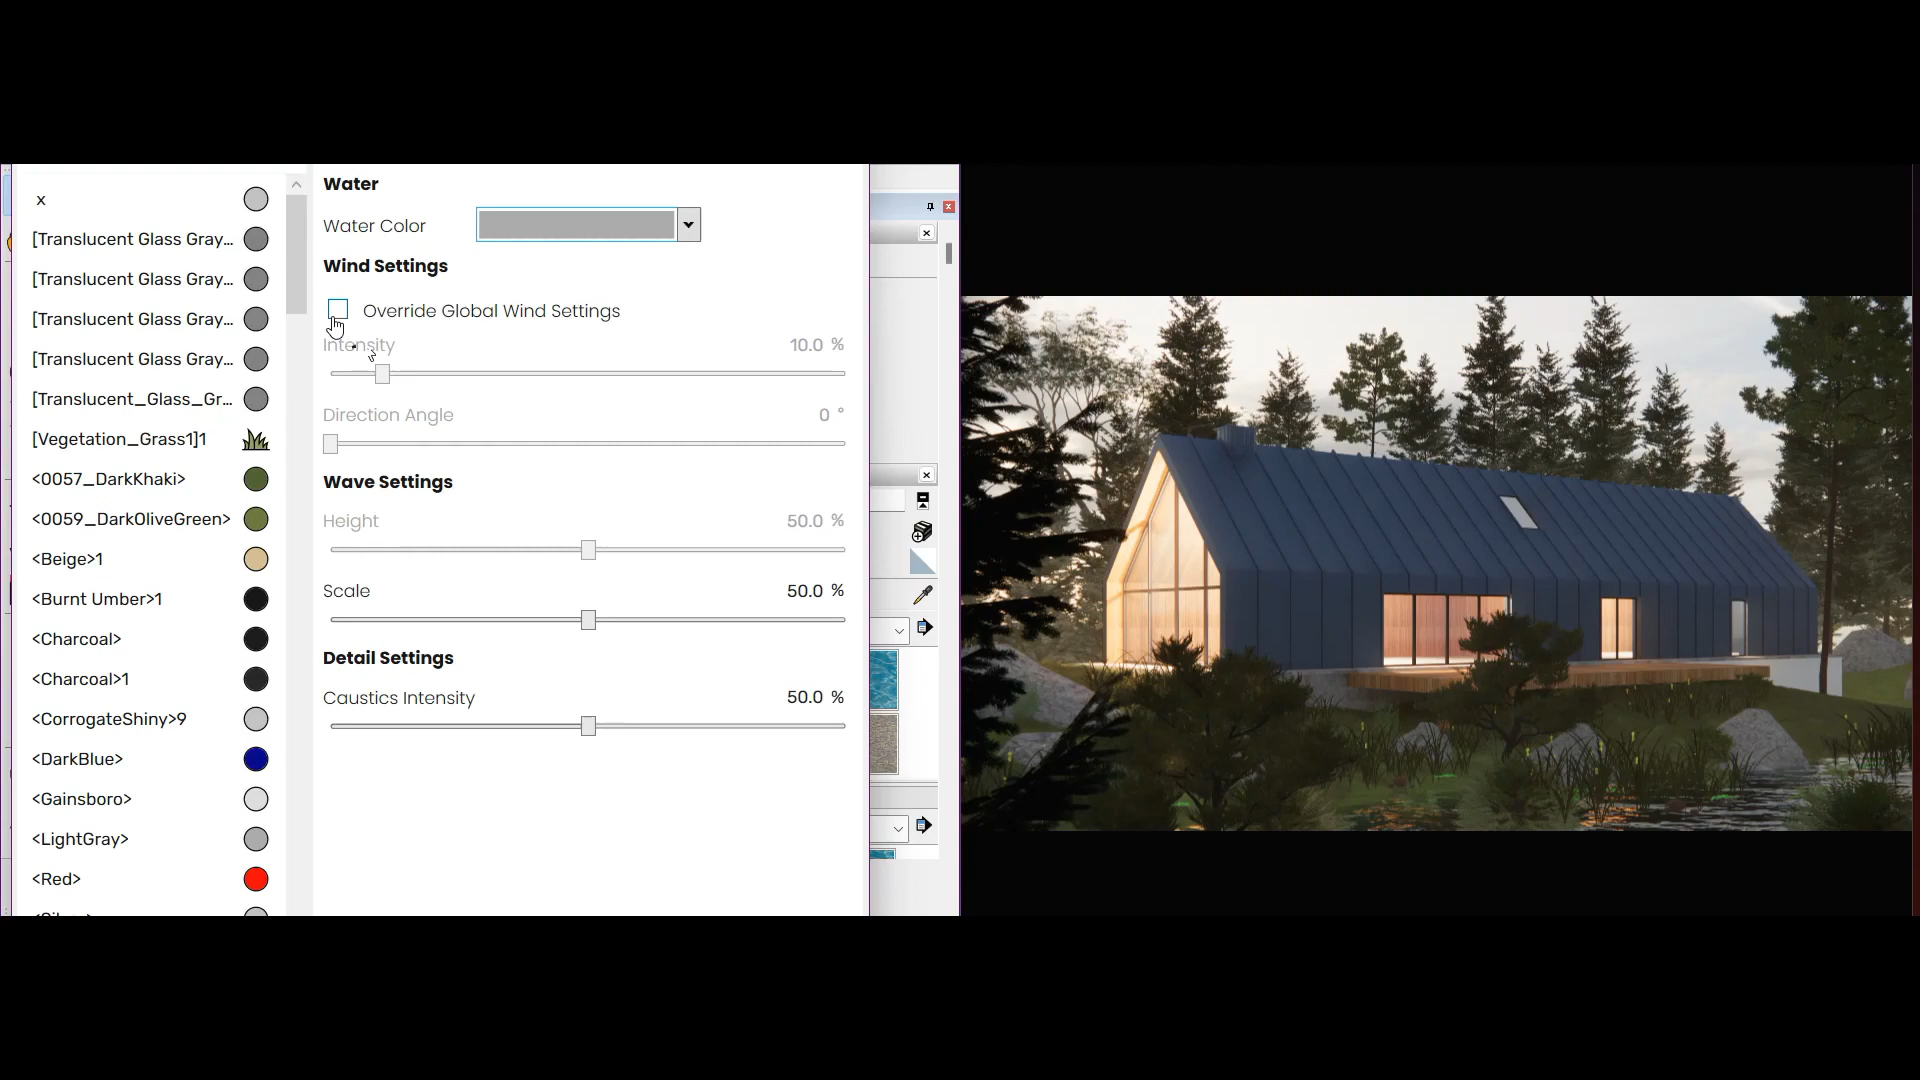 x
[Translucent Glass Gray...
[Translucent Glass Gray...
[Translucent Glass Gray...
[Translucent Glass Gray...
[Translucent_Glass_Gr...
[Vegetation_Grass1]1
<0057_DarkKhaki>
<0059_DarkOliveGreen>
<Beige>1
<Burnt Umber>1
<Charcoal>
<Charcoal>1
<CorrogateShiny>9
<DarkBlue>
<Gainsboro>
<LightGray>
<Red>
Water
Water Color
Wind Settings
Override Global Wind Settings
Intensity 10.0 %
Direction Angle 0 °
Wave Settings
Height 50.0 %
Scale 50.0 %
Detail Settings
Caustics Intensity 50.0 %